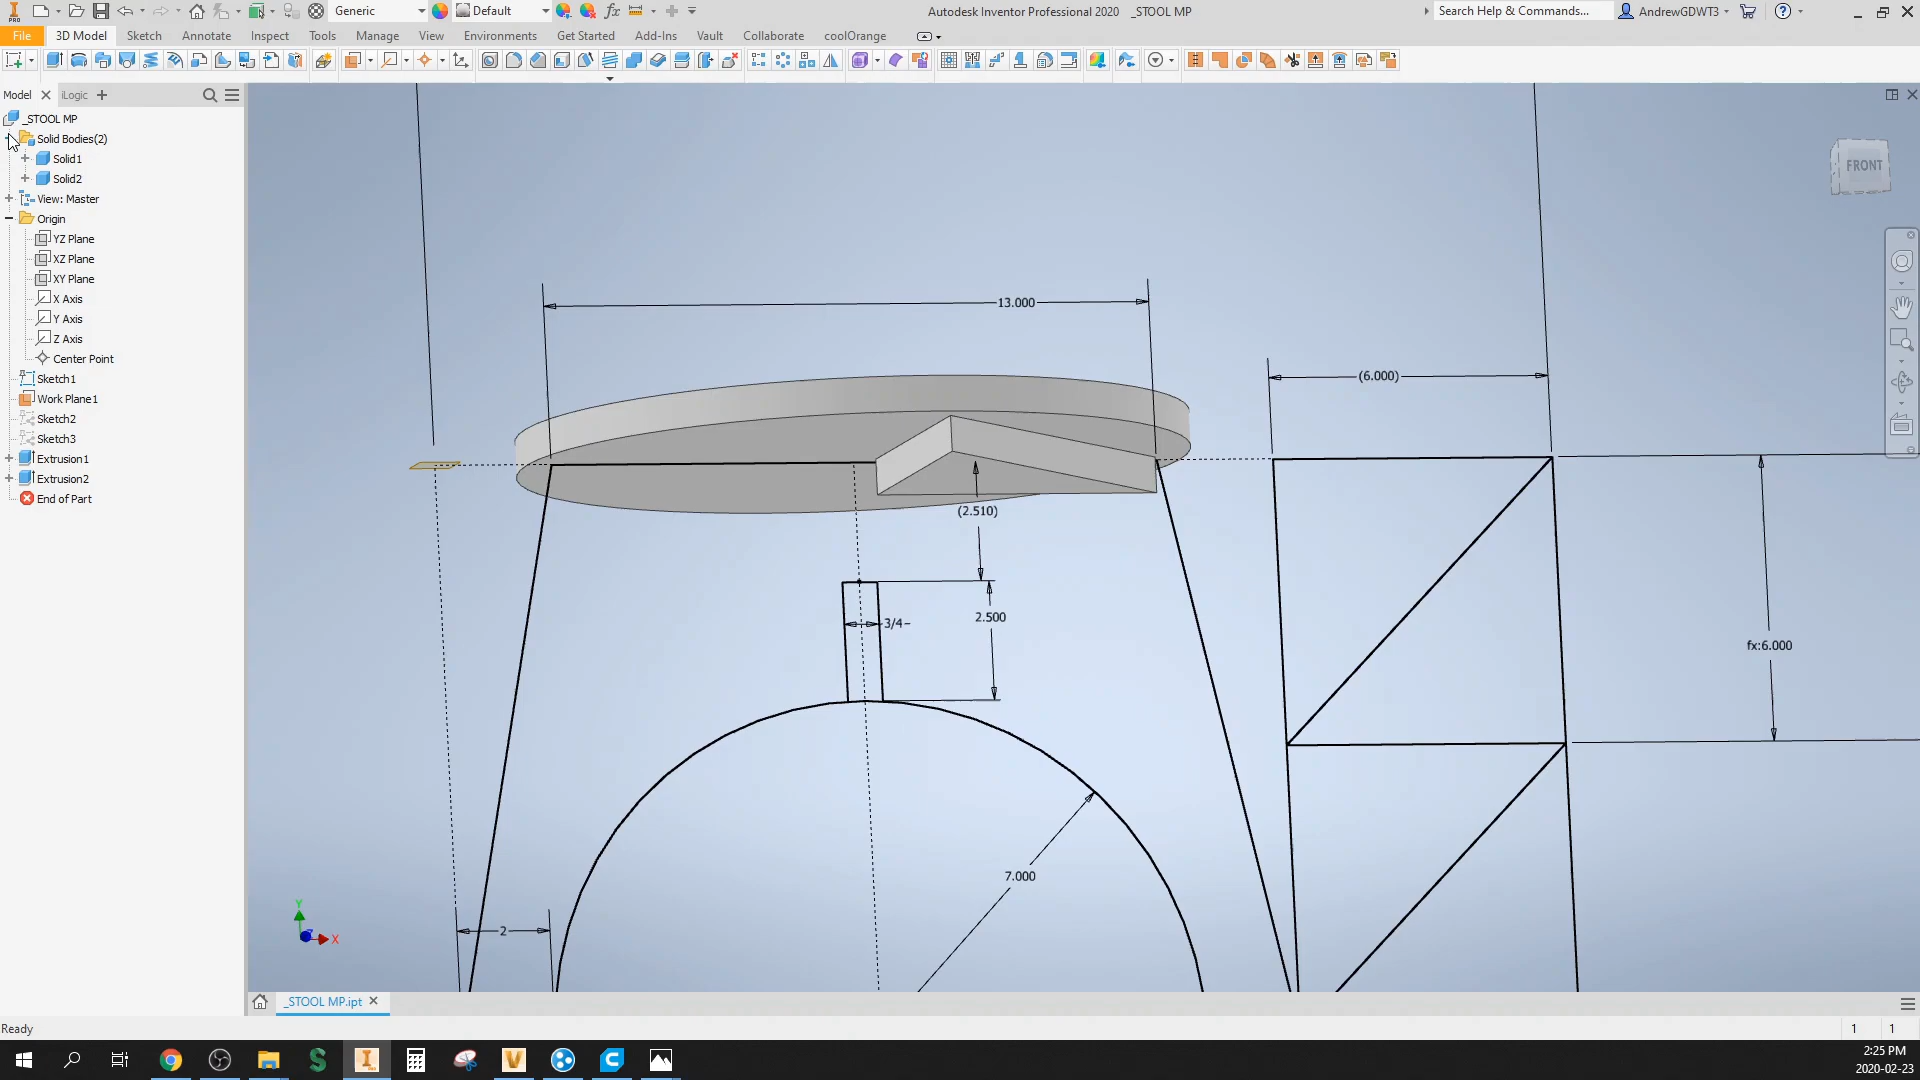 PRO
Generic
Default
fx
Autodesk Inventor Professional 2020 _STOOL MP
Search Help & Commands...
AndrewGDWT3
File
3D Model
Sketch
Annotate
Inspect
Tools
Manage
View
Environments
Get Started
Add-Ins
Vault
Collaborate
coolOrange
Model
iLogic
_STOOL MP
Solid Bodies(2)
Solid1
Solid2
View: Master
Origin
YZ Plane
XZ Plane
XY Plane
X Axis
Y Axis
Z Axis
Center Point
Sketch1
Work Plane1
Sketch2
Sketch3
Extrusion1
Extrusion2
End of Part
FRONT
13.000
(6.000)
(2.510)
2.500
3/4
fx:6.000
7.000
2
Y
X
_STOOL MP.ipt
Ready
1 1
2:25 PM
2020-02-23